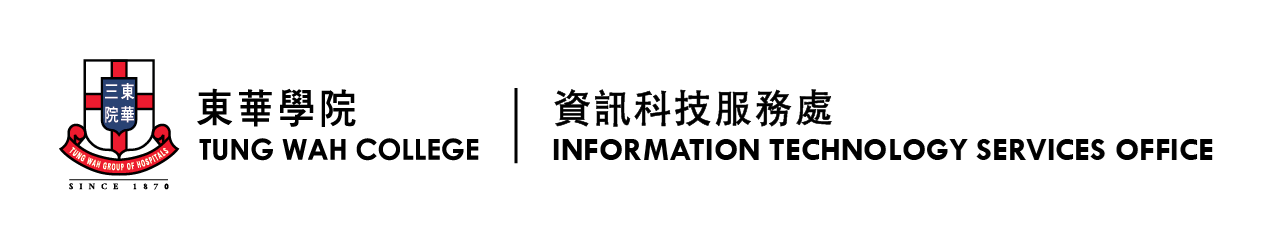 東三
華院
TUNG WAH GROUP OF HOSPITALS
SINCE 1870
東華學院
TUNG WAH COLLEGE
資訊科技服務處
INFORMATION TECHNOLOGY SERVICES OFFICE